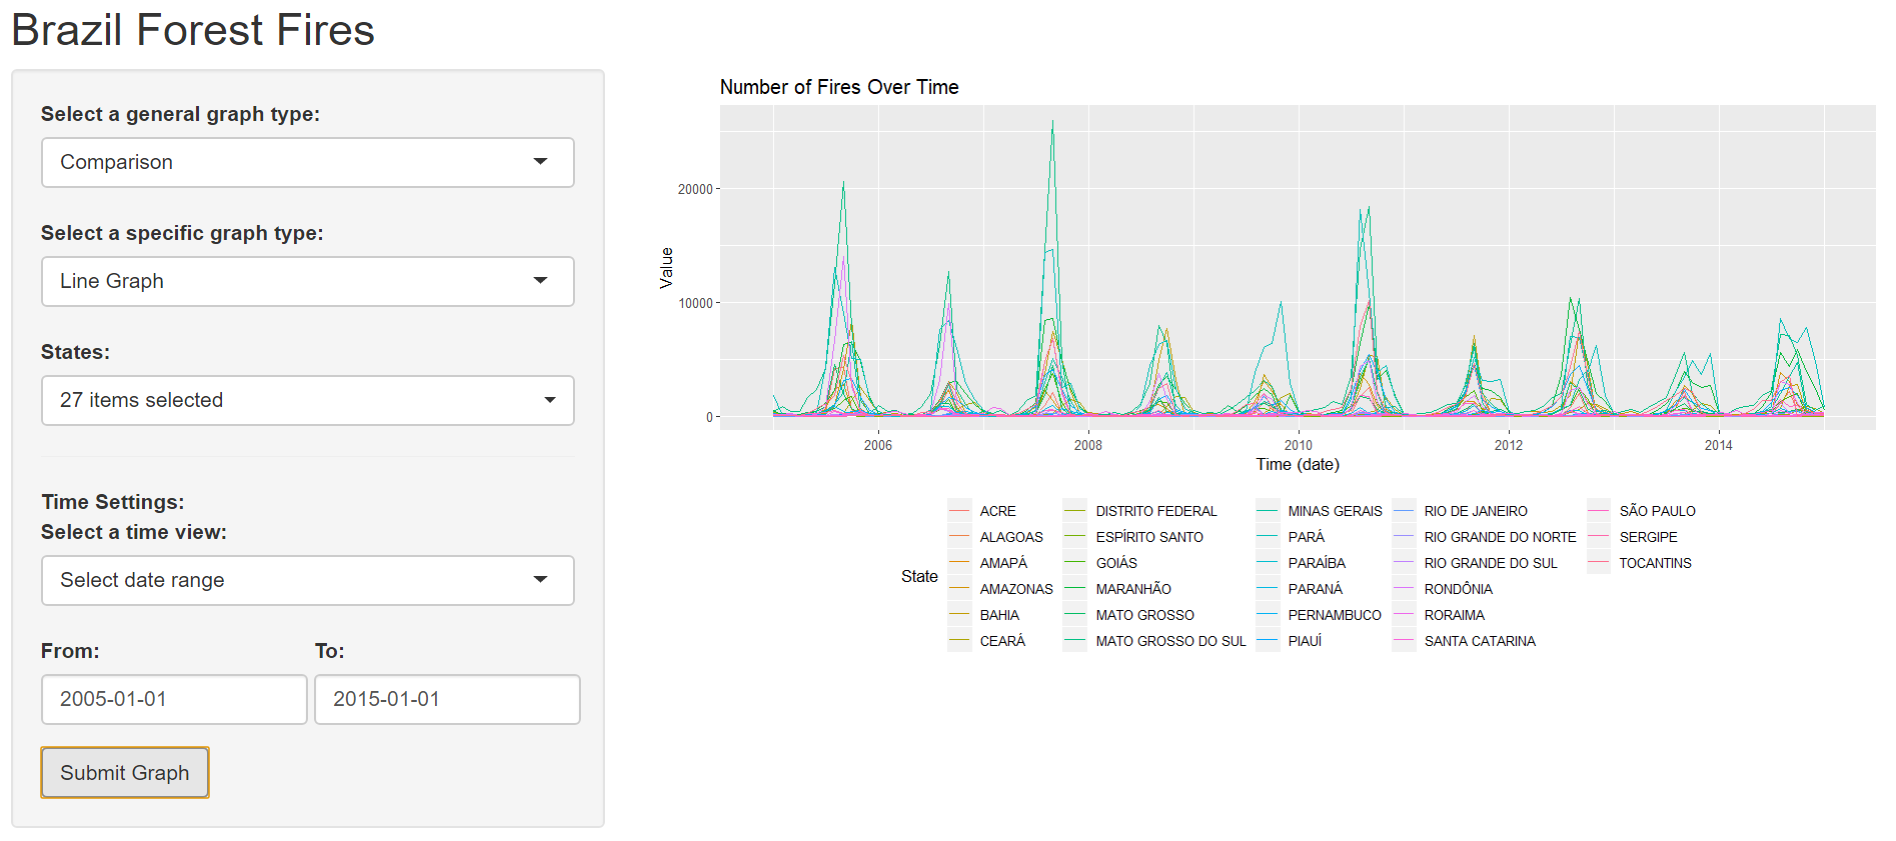 Brazil Forest Fires
Select a general graph type:
Comparison
Select a specific graph type:
Line Graph
States:
27 items selected
Time Settings:
Select a time view:
Select date range
From: To:
2005-01-01 2015-01-01
Submit Graph
Number of Fires Over Time
Value
20000
10000
0
2006 2008 2010 2012 2014
Time (date)
State
ACRE DISTRITO FEDERAL MINAS GERAIS RIO DE JANEIRO SÃO PAULO
ALAGOAS ESPÍRITO SANTO PARÁ RIO GRANDE DO NORTE SERGIPE
AMAPÁ GOIÁS PARAÍBA RIO GRANDE DO SUL TOCANTINS
AMAZONAS MARANHÃO PARANÁ RONDÔNIA
BAHIA MATO GROSSO PERNAMBUCO RORAIMA
CEARÁ MATO GROSSO DO SUL PIAUÍ SANTA CATARINA